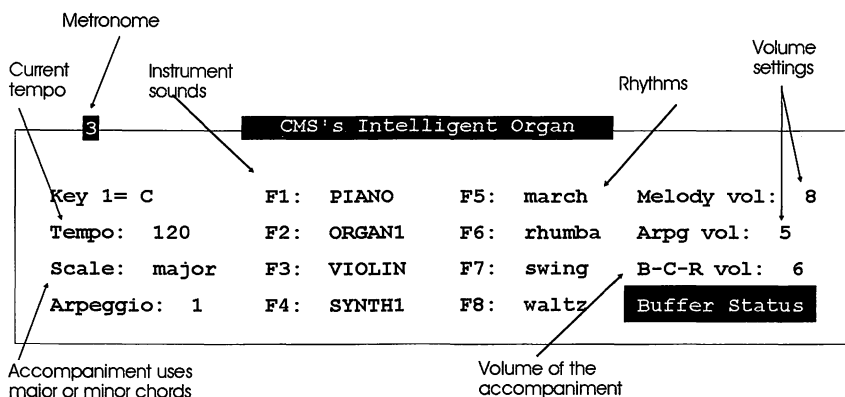 Metronome
Current
tempo
Instrument
sounds
Rhythms
Volume
settings
3
CMS's Intelligent Organ
Key 1= C F1: PIANO F5: march Melody vol: 8
Tempo: 120 F2: ORGAN1 F6: rhumba Arpg vol: 5
Scale: major F3: VIOLIN F7: swing B-C-R vol: 6
Arpeggio: 1 F4: SYNTH1 F8: waltz Buffer Status
Accompaniment uses
major or minor chords
Volume of the
accompaniment